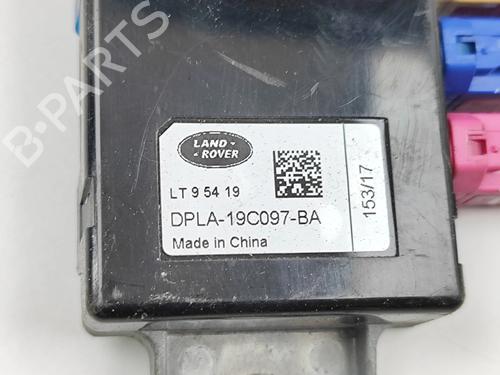 B-PARTS
LAND
ROVER
LT 9 54 19
DPLA-19C097-BA
Made in China
153/17